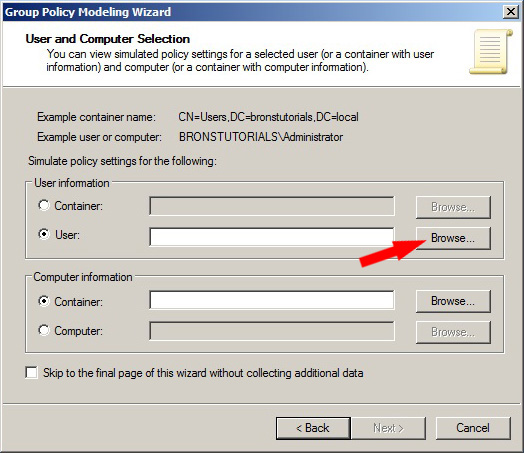 Group Policy Modeling Wizard
User and Computer Selection
You can view simulated policy settings for a selected user (or a container with user
information) and computer (or a container with computer information).
Example container name: CN=Users,DC=bronstutorials,DC=local
Example user or computer: BRONSTUTORIALS\Administrator
Simulate policy settings for the following:
User information
Container: Browse...
User: Browse...
Computer information
Container: Browse...
Computer: Browse...
Skip to the final page of this wizard without collecting additional data
< Back Next > Cancel